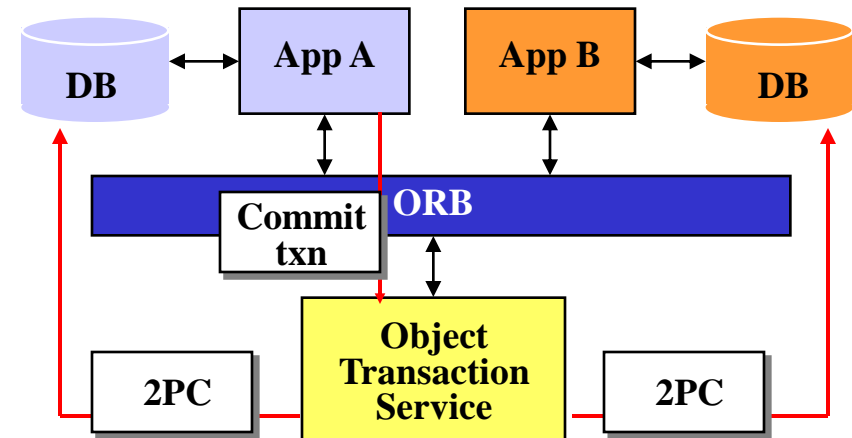 DB
App A
App B
DB
ORB
Commit
txn
Object
Transaction
Service
2PC
2PC